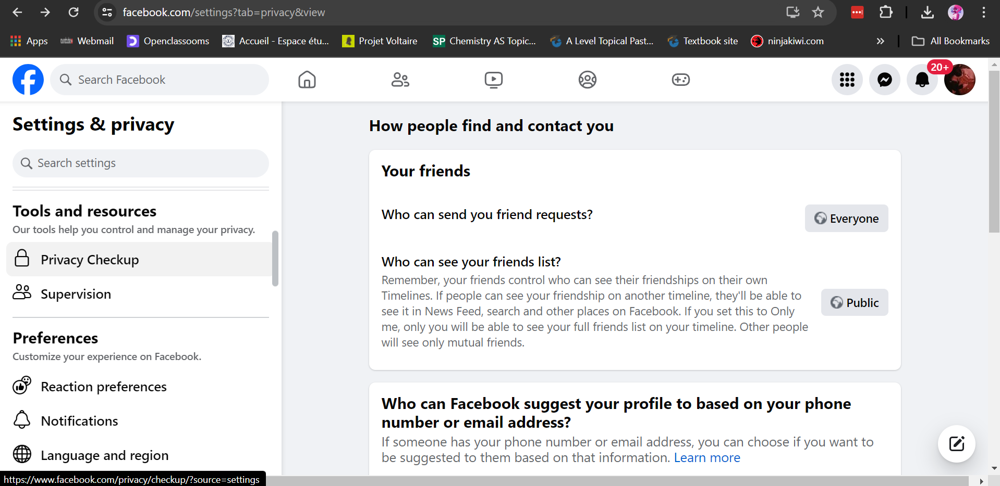 facebook.com/settings?tab=privacy&view
Apps
Webmail
Openclassooms
Accueil - Espace étu...
Projet Voltaire
SP
Chemistry AS Topic...
A Level Topical Past...
Textbook site
ninjakiwi.com
All Bookmarks
Search Facebook
20+
Settings & privacy
Search settings
Tools and resources
Our tools help you control and manage your privacy.
Privacy Checkup
Supervision
Preferences
Customize your experience on Facebook.
Reaction preferences
Notifications
Language and region
https://www.facebook.com/privacy/checkup/?source=settings
How people find and contact you
Your friends
Who can send you friend requests?
Everyone
Who can see your friends list?
Remember, your friends control who can see their friendships on their own
Timelines. If people can see your friendship on another timeline, they'll be able to
see it in News Feed, search and other places on Facebook. If you set this to Only
me, only you will be able to see your full friends list on your timeline. Other people
will see only mutual friends.
Public
Who can Facebook suggest your profile to based on your phone
number or email address?
If someone has your phone number or email address, you can choose if you want to
be suggested to them based on that information. Learn more